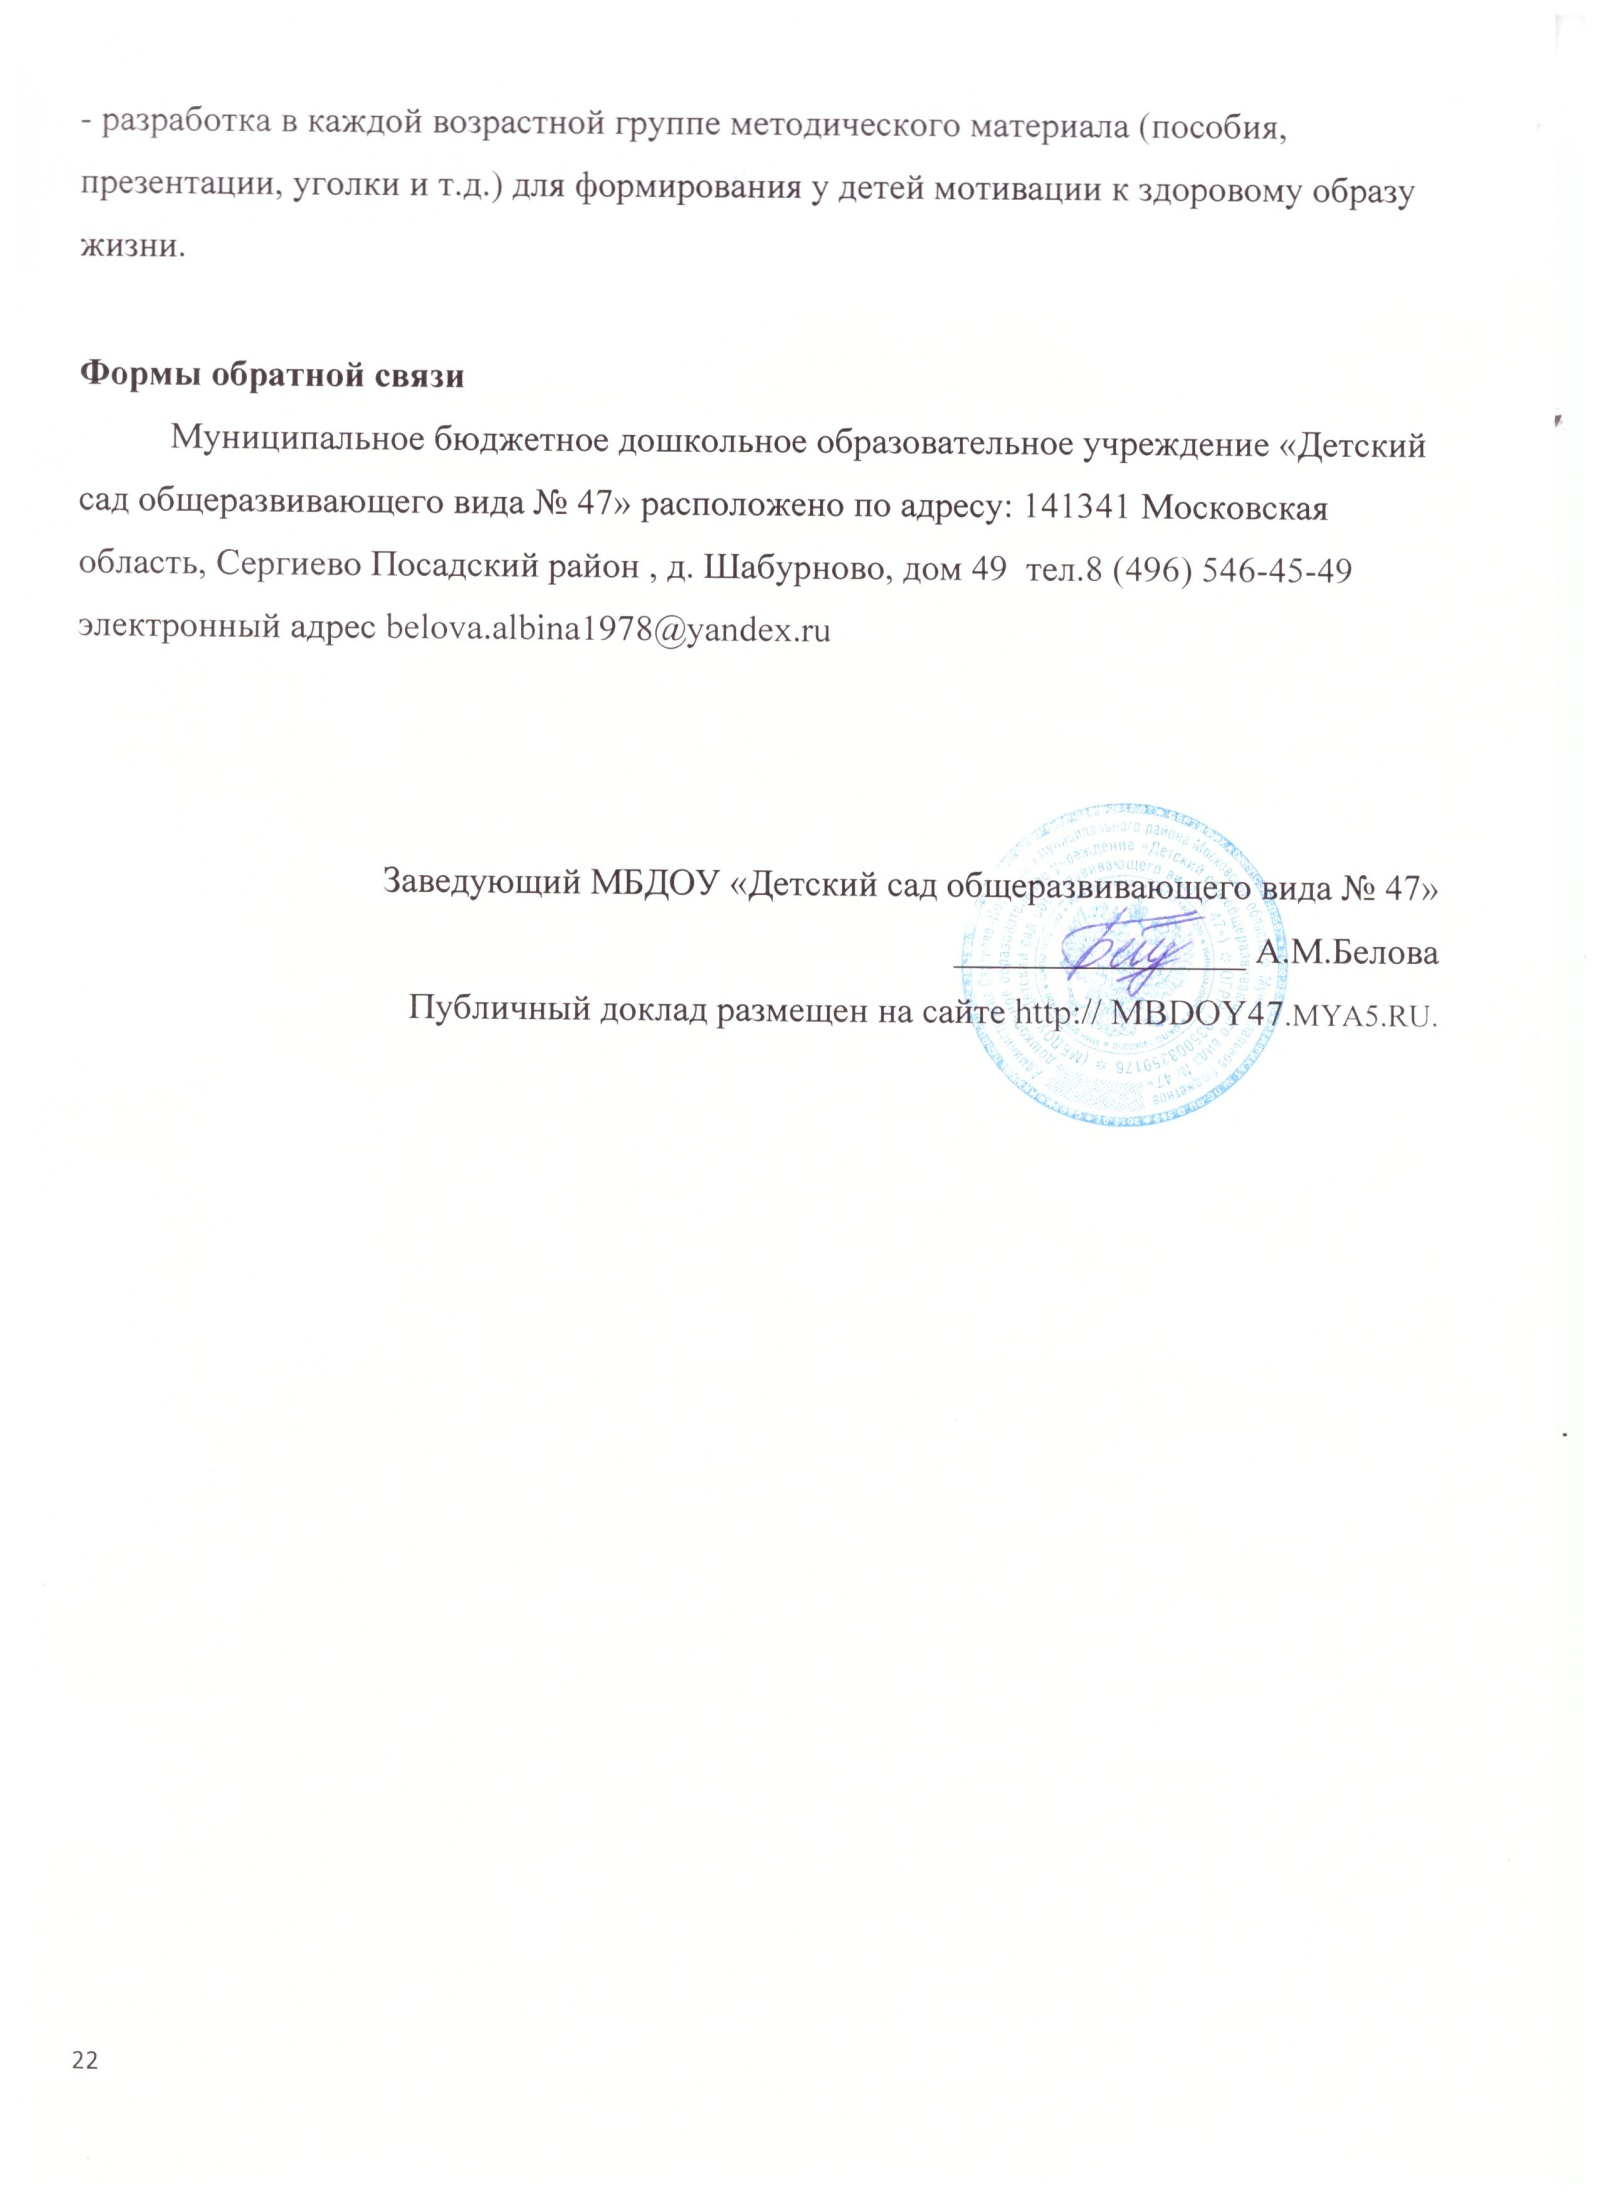 - разработка в каждой возрастной группе методического материала (пособия,
презентации, уголки и т.д.) для формирования у детей мотивации к здоровому образу
жизни.
Формы обратной связи
Муниципальное бюджетное дошкольное образовательное учреждение «Детский
сад общеразвивающего вида № 47» расположено по адресу: 141341 Московская
область, Сергиево Посадский район , д. Шабурново, дом 49  тел.8 (496) 546-45-49
электронный адрес belova.albina1978@yandex.ru
Заведующий МБДОУ «Детский сад общеразвивающего вида № 47»
________________ А.М.Белова
Публичный доклад размещен на сайте http:// MBDOY47.MYA5.RU.
22